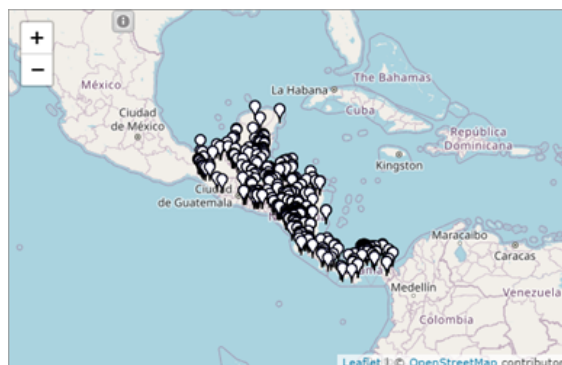 +
−
La Habana
The Bahamas
México
Cuba
Ciudad
de México
República
Dominicana
Kingston
Ciudad
de Guatemala
Maracaibo
Caracas
Medellín
Venezuela
Colombia
Leaflet | © OpenStreetMap contributor